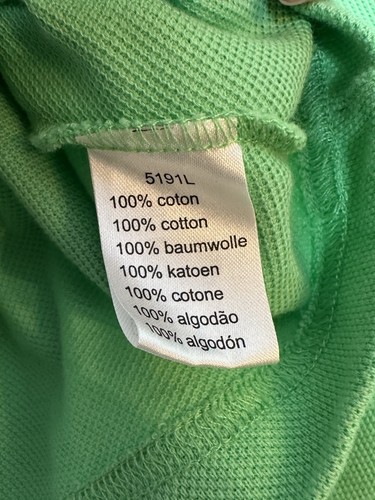 5191L
100% coton
100% cotton
100% baumwolle
100% katoen
100% cotone
100% algodão
100% algodón